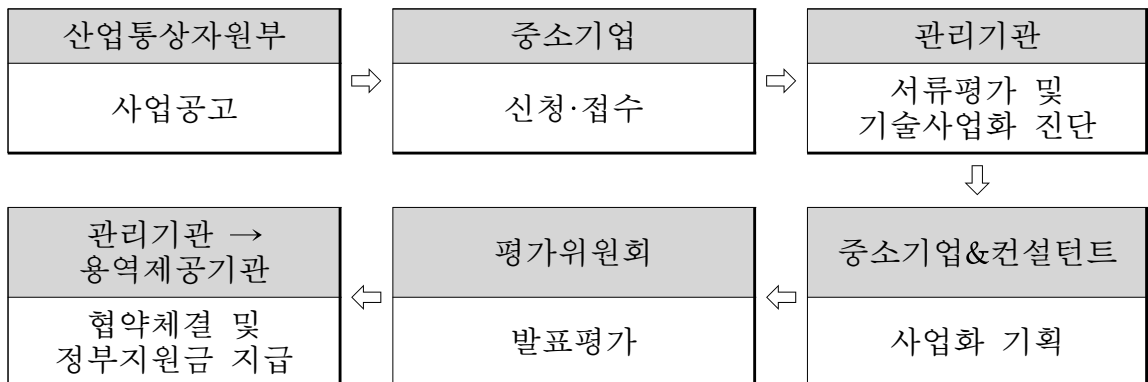 산업통상자원부
사업공고
⇨
중소기업
신청·접수
⇨
관리기관
서류평가 및
기술사업화 진단
⇩
중소기업&컨설턴트
사업화 기획
⇦
평가위원회
발표평가
⇦
관리기관 →
용역제공기관
협약체결 및
정부지원금 지급